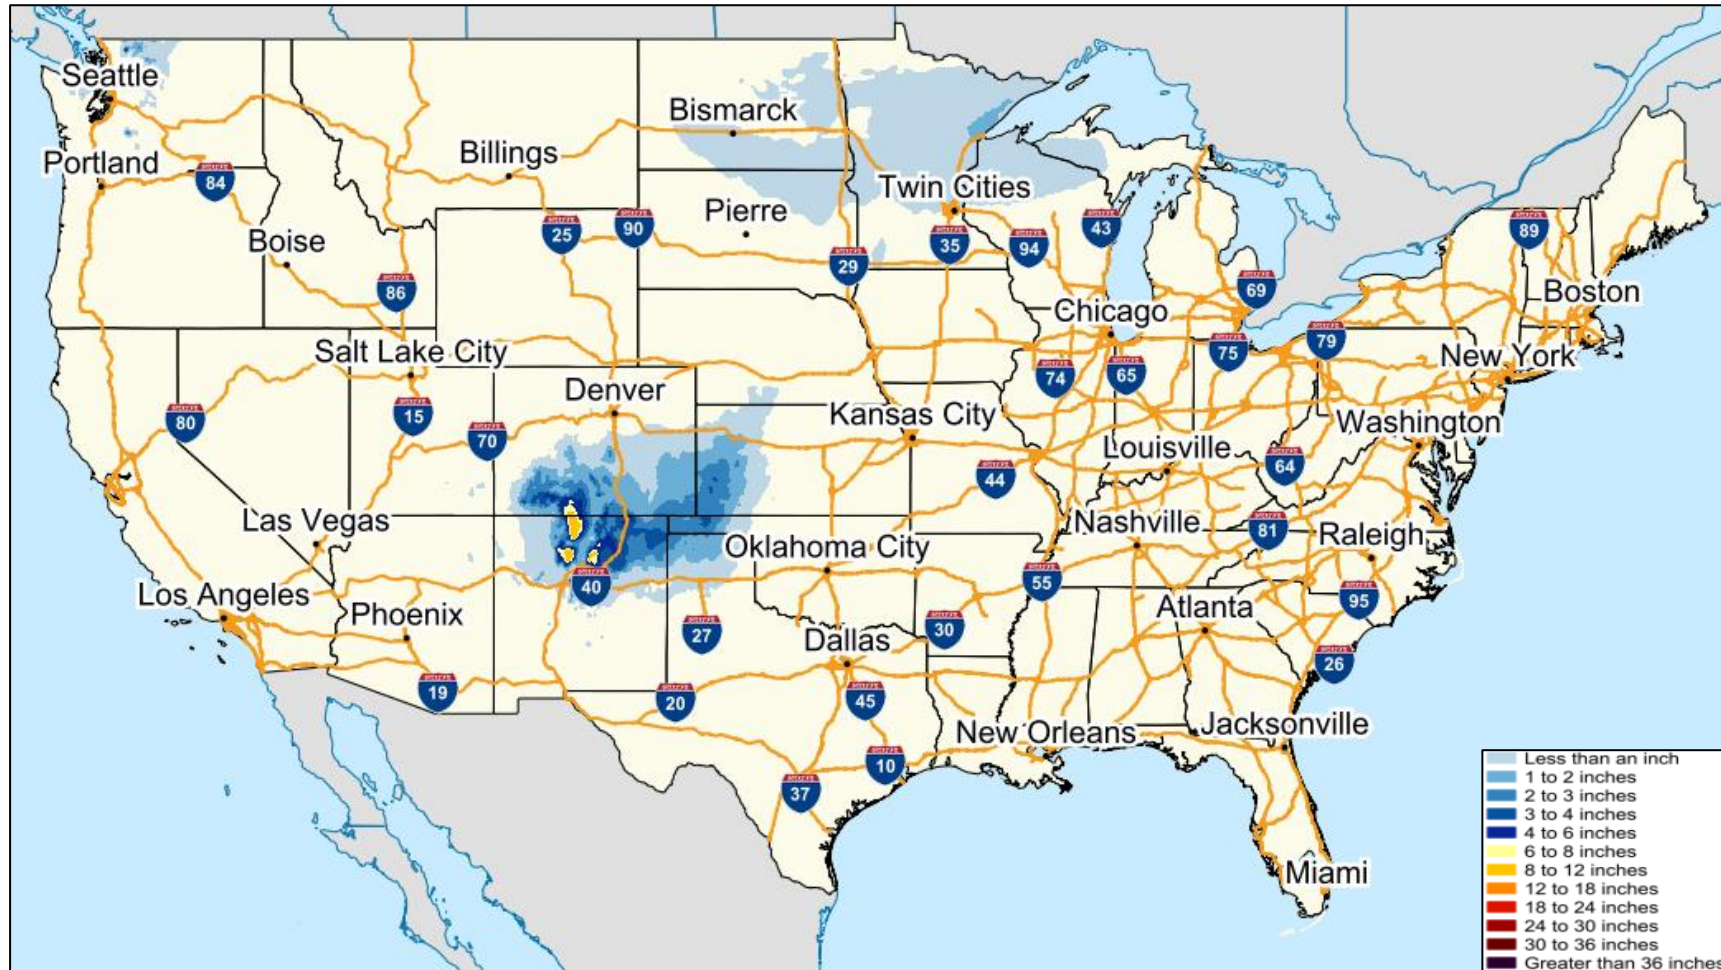 Seattle
Bismarck
Billings
Portland
84
Twin Cities
Pierre
Boise
25
90
35
94
43
89
29
86
69
Boston
Chicago
Salt Lake City
79
New York
75
74
65
Denver
15
80
70
Kansas City
Washington
Louisville
64
44
Las Vegas
Nashville
81
Raleigh
Oklahoma City
40
55
Los Angeles
Phoenix
95
Atlanta
27
30
Dallas
26
19
20
45
New Orleans
Jacksonville
10
37
Miami
Less than an inch
1 to 2 inches
2 to 3 inches
3 to 4 inches
4 to 6 inches
6 to 8 inches
8 to 12 inches
12 to 18 inches
18 to 24 inches
24 to 30 inches
30 to 36 inches
Greater than 36 inches